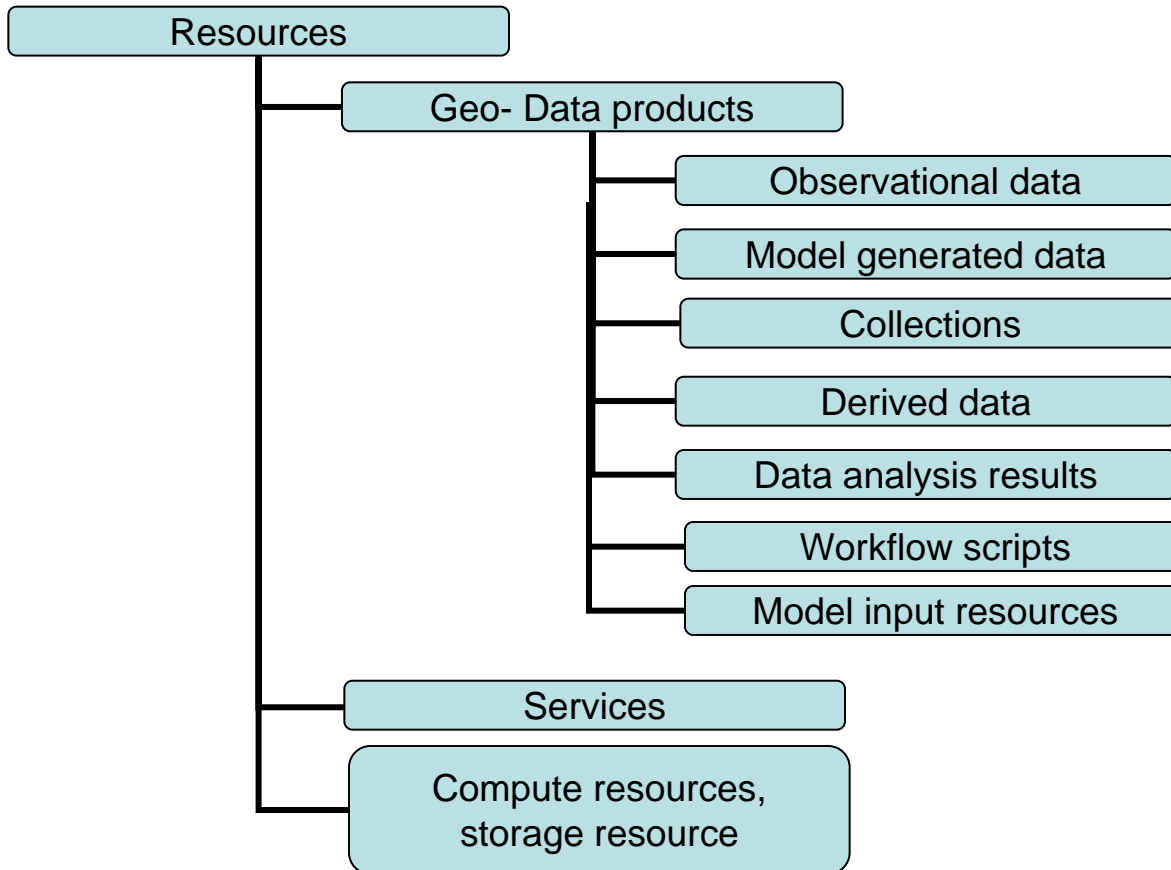 Resources
Geo- Data products
Observational data
Model generated data
Collections
Derived data
Data analysis results
Workflow scripts
Model input resources
Services
Compute resources,
storage resource